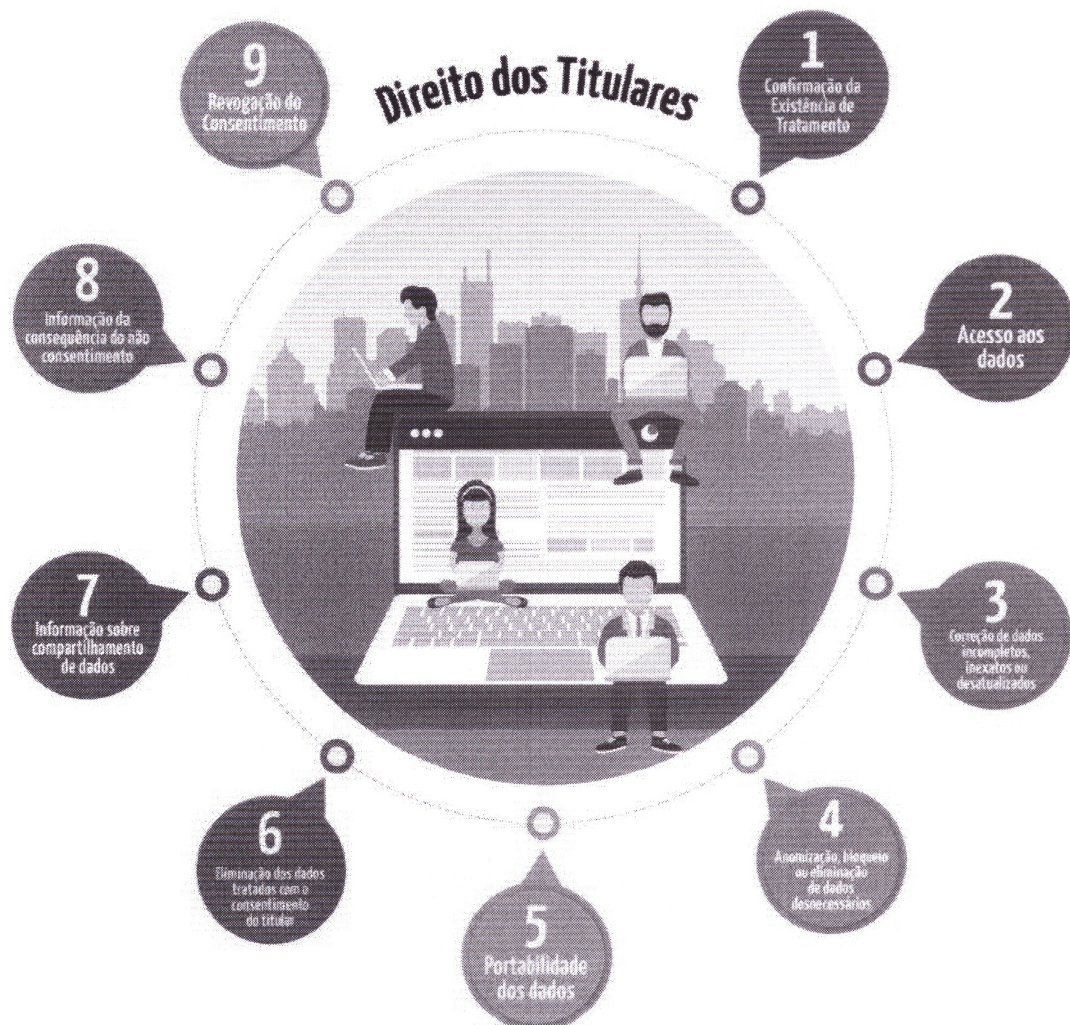 Direito dos Titulares
1
Confirmação da
Existência de
Tratamento
2
Acesso aos
dados
3
Correção de dados
incompletos,
inexatos ou
desatualizados
4
Anomização, bloqueio
ou eliminação
de dados
desnecessários
5
Portabilidade
dos dados
6
Eliminação dos dados
tratados com o
consentimento
do titular
7
Informação sobre
compartilhamento
de dados
8
Informação da
consequência do não
consentimento
9
Revogação do
Consentimento